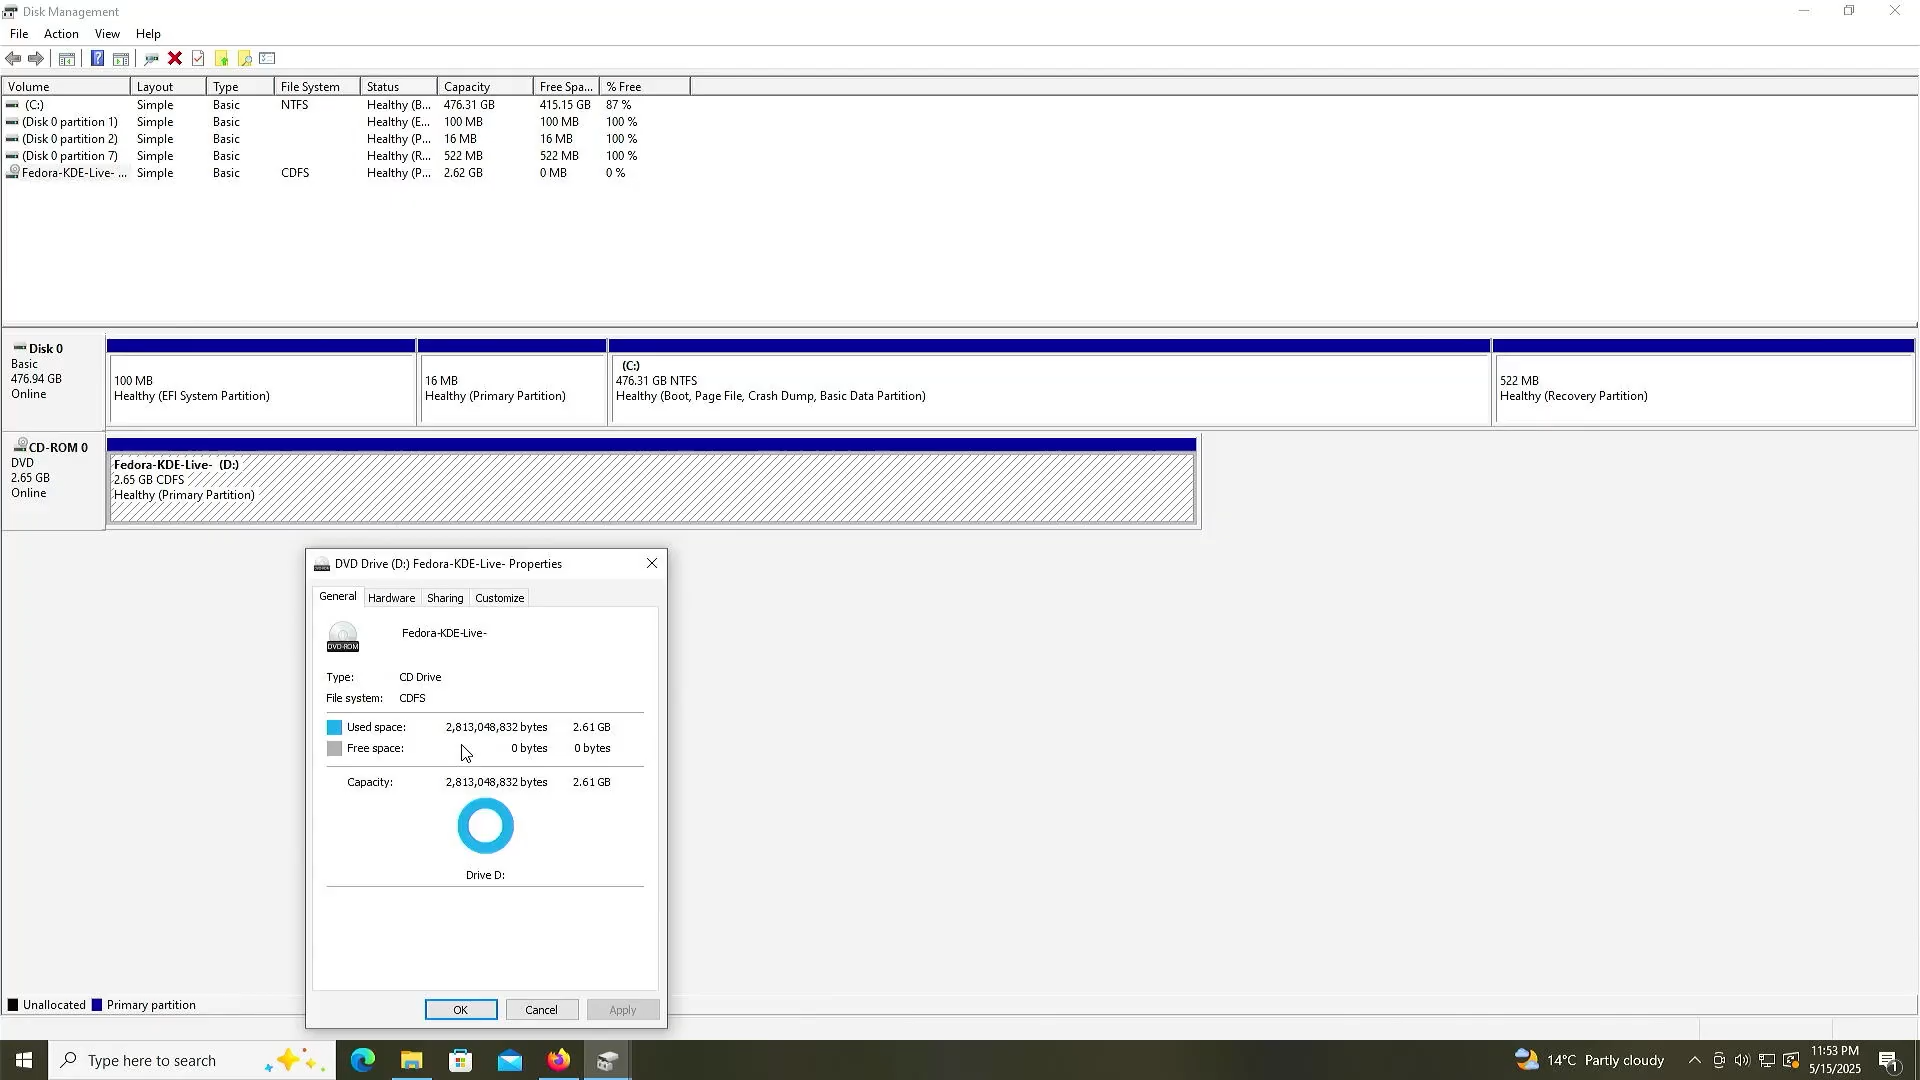 Disk Management
File Action View Help
Volume Layout Type File System Status Capacity Free Spa... % Free
(C:) Simple Basic NTFS Healthy (B... 476.31 GB 415.15 GB 87 %
(Disk 0 partition 1) Simple Basic Healthy (E... 100 MB 100 MB 100 %
(Disk 0 partition 2) Simple Basic Healthy (P... 16 MB 16 MB 100 %
(Disk 0 partition 7) Simple Basic Healthy (R... 522 MB 522 MB 100 %
Fedora-KDE-Live- ... Simple Basic CDFS Healthy (P... 2.62 GB 0 MB 0 %
Disk 0
Basic
476.94 GB
Online
100 MB
Healthy (EFI System Partition)
16 MB
Healthy (Primary Partition)
(C:)
476.31 GB NTFS
Healthy (Boot, Page File, Crash Dump, Basic Data Partition)
522 MB
Healthy (Recovery Partition)
CD-ROM 0
DVD
2.65 GB
Online
Fedora-KDE-Live- (D:)
2.65 GB CDFS
Healthy (Primary Partition)
DVD Drive (D:) Fedora-KDE-Live- Properties
General Hardware Sharing Customize
DVD-ROM
Fedora-KDE-Live-
Type: CD Drive
File system: CDFS
Used space: 2,813,048,832 bytes 2.61 GB
Free space: 0 bytes 0 bytes
Capacity: 2,813,048,832 bytes 2.61 GB
Drive D:
OK Cancel Apply
Unallocated Primary partition
Type here to search
14°C Partly cloudy
11:53 PM
5/15/2025
1